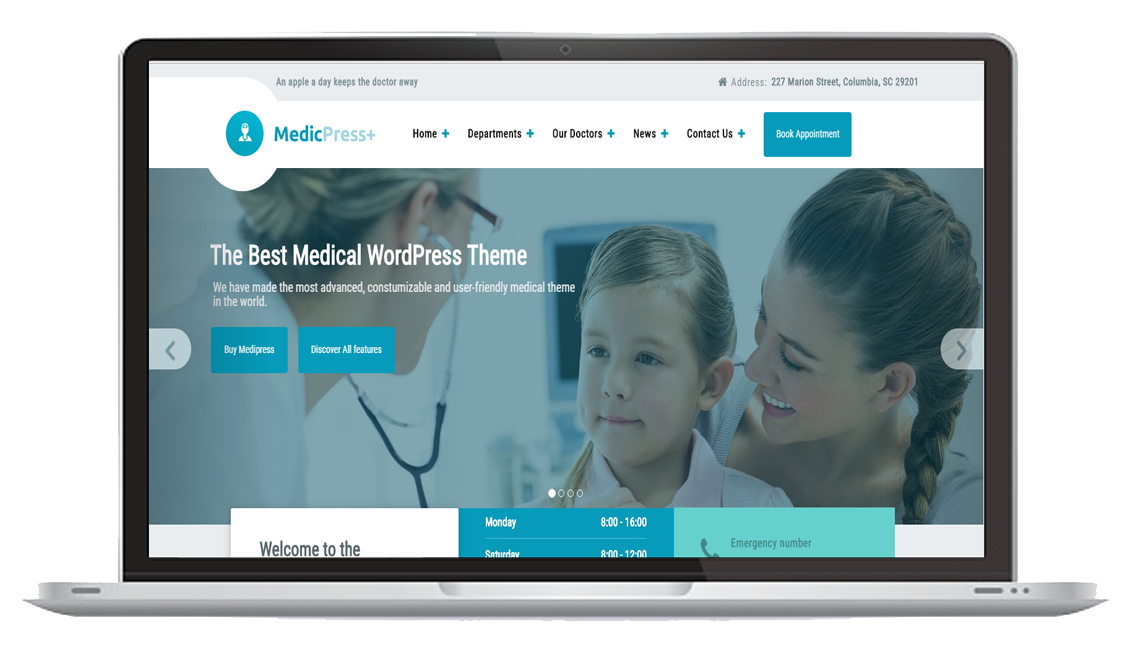 An apple a day keeps the doctor away
Address: 227 Marion Street, Columbia, SC 29201
MedicPress+
Home + Departments + Our Doctors + News + Contact Us +
Book Appointment
The Best Medical WordPress Theme
We have made the most advanced, constumizable and user-friendly medical theme
in the world.
Buy Medipress
Discover All features
Welcome to the
Monday 8:00 - 16:00
Saturday 8:00 - 12:00
Emergency number